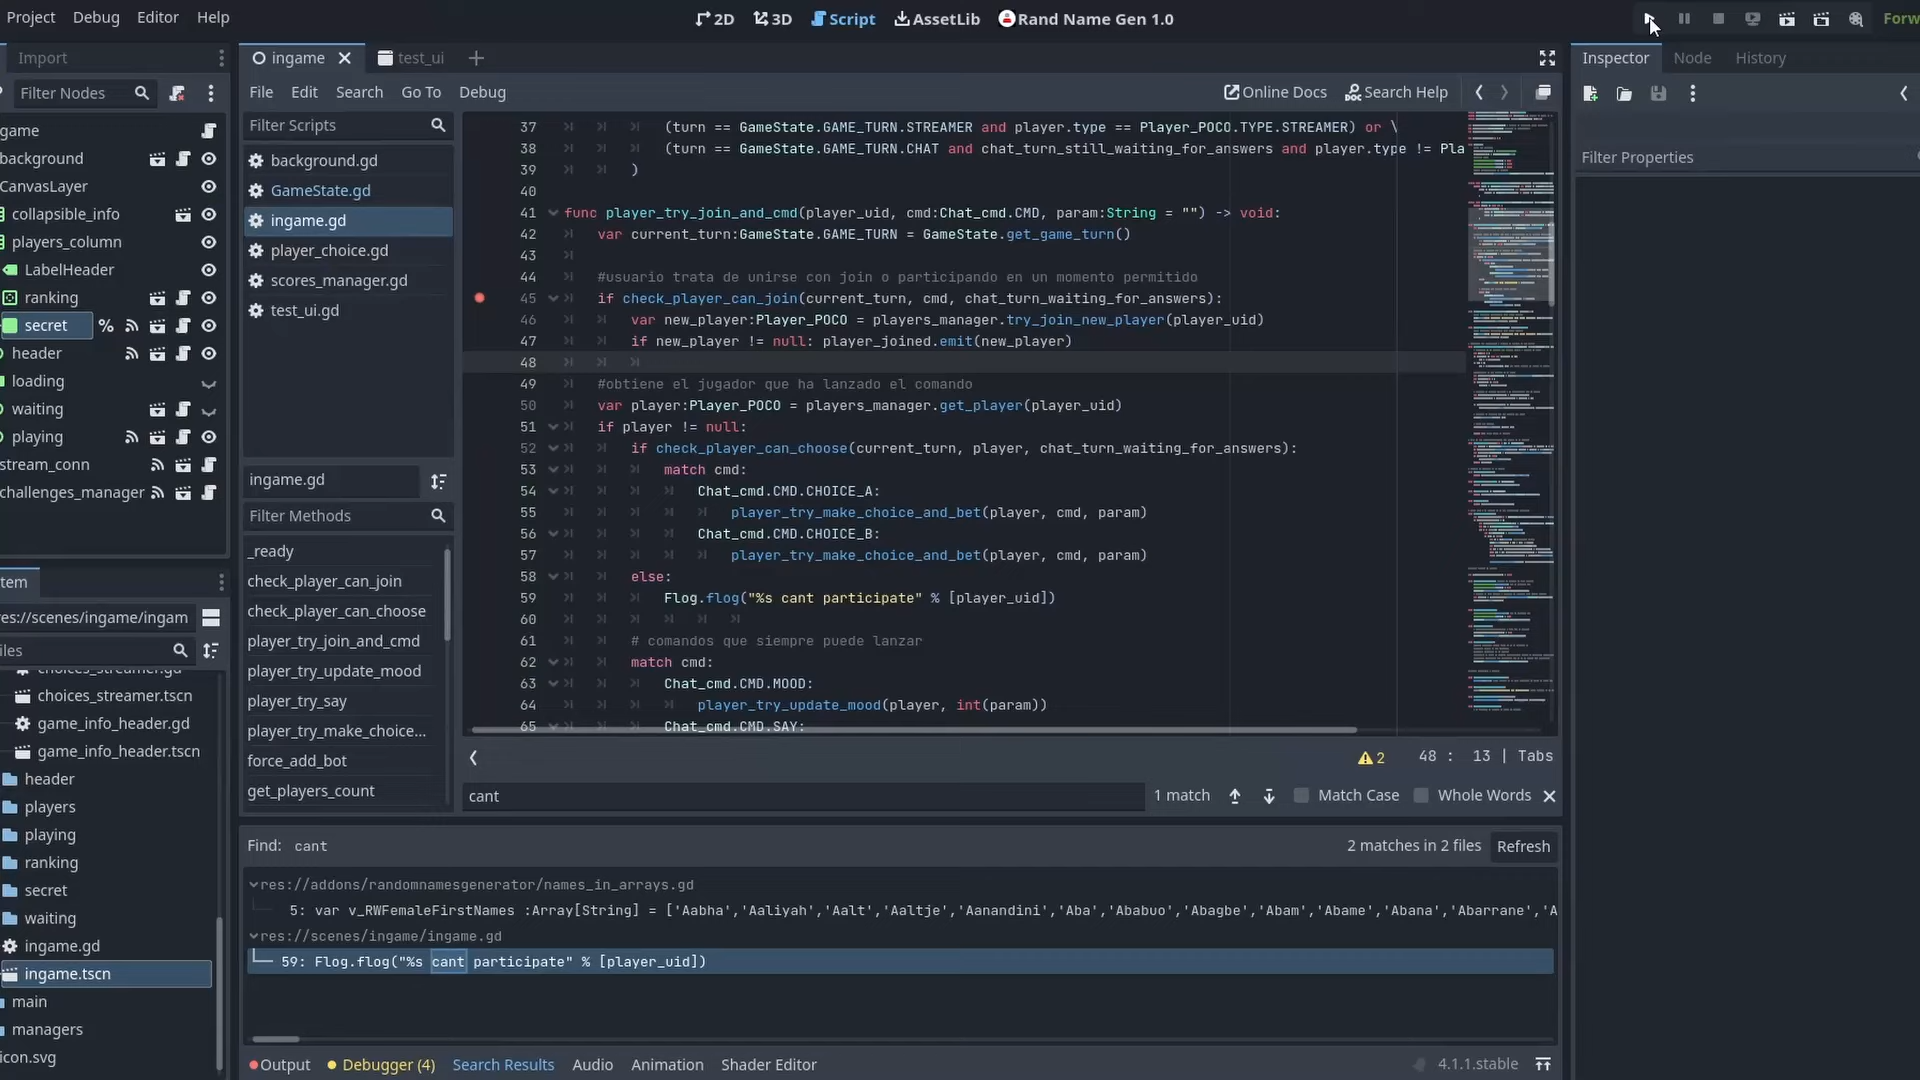 Project Debug Editor Help
2D 3D Script AssetLib Rand Name Gen 1.0
Forw
Import
Filter Nodes
game
background
CanvasLayer
collapsible_info
players_column
LabelHeader
ranking
secret %
header
loading
waiting
playing
stream_conn
challenges_manager
tem
res://scenes/ingame/ingam
iles
choices_streamer.gd
choices_streamer.tscn
game_info_header.gd
game_info_header.tscn
header
players
playing
ranking
secret
waiting
ingame.gd
ingame.tscn
main
managers
icon.svg
ingame test_ui
File Edit Search Go To Debug
Online Docs Search Help
Filter Scripts
background.gd
GameState.gd
ingame.gd
player_choice.gd
scores_manager.gd
test_ui.gd
ingame.gd
Filter Methods
_ready
check_player_can_join
check_player_can_choose
player_try_join_and_cmd
player_try_update_mood
player_try_say
player_try_make_choice...
force_add_bot
get_players_count
37 (turn == GameState.GAME_TURN.STREAMER and player.type == Player_POCO.TYPE.STREAMER) or \
38 (turn == GameState.GAME_TURN.CHAT and chat_turn_still_waiting_for_answers and player.type != Pla
39 )
40
41 func player_try_join_and_cmd(player_uid, cmd:Chat_cmd.CMD, param:String = "") -> void:
42 var current_turn:GameState.GAME_TURN = GameState.get_game_turn()
43
44 #usuario trata de unirse con join o participando en un momento permitido
45 if check_player_can_join(current_turn, cmd, chat_turn_waiting_for_answers):
46 var new_player:Player_POCO = players_manager.try_join_new_player(player_uid)
47 if new_player != null: player_joined.emit(new_player)
48
49 #obtiene el jugador que ha lanzado el comando
50 var player:Player_POCO = players_manager.get_player(player_uid)
51 if player != null:
52 if check_player_can_choose(current_turn, player, chat_turn_waiting_for_answers):
53 match cmd:
54 Chat_cmd.CMD.CHOICE_A:
55 player_try_make_choice_and_bet(player, cmd, param)
56 Chat_cmd.CMD.CHOICE_B:
57 player_try_make_choice_and_bet(player, cmd, param)
58 else:
59 Flog.flog("%s cant participate" % [player_uid])
60
61 # comandos que siempre puede lanzar
62 match cmd:
63 Chat_cmd.CMD.MOOD:
64 player_try_update_mood(player, int(param))
65 Chat_cmd.CMD.SAY:
2 48 : 13 | Tabs
cant 1 match Match Case Whole Words
Find: cant 2 matches in 2 files Refresh
res://addons/randomnamesgenerator/names_in_arrays.gd
5: var v_RWFemaleFirstNames :Array[String] = ['Aabha','Aaliyah','Aalt','Aaltje','Aanandini','Aba','Ababuo','Abagbe','Abam','Abame','Abana','Abarrane','A
res://scenes/ingame/ingame.gd
59: Flog.flog("%s cant participate" % [player_uid])
Output Debugger (4) Search Results Audio Animation Shader Editor 4.1.1.stable
Inspector Node History
Filter Properties